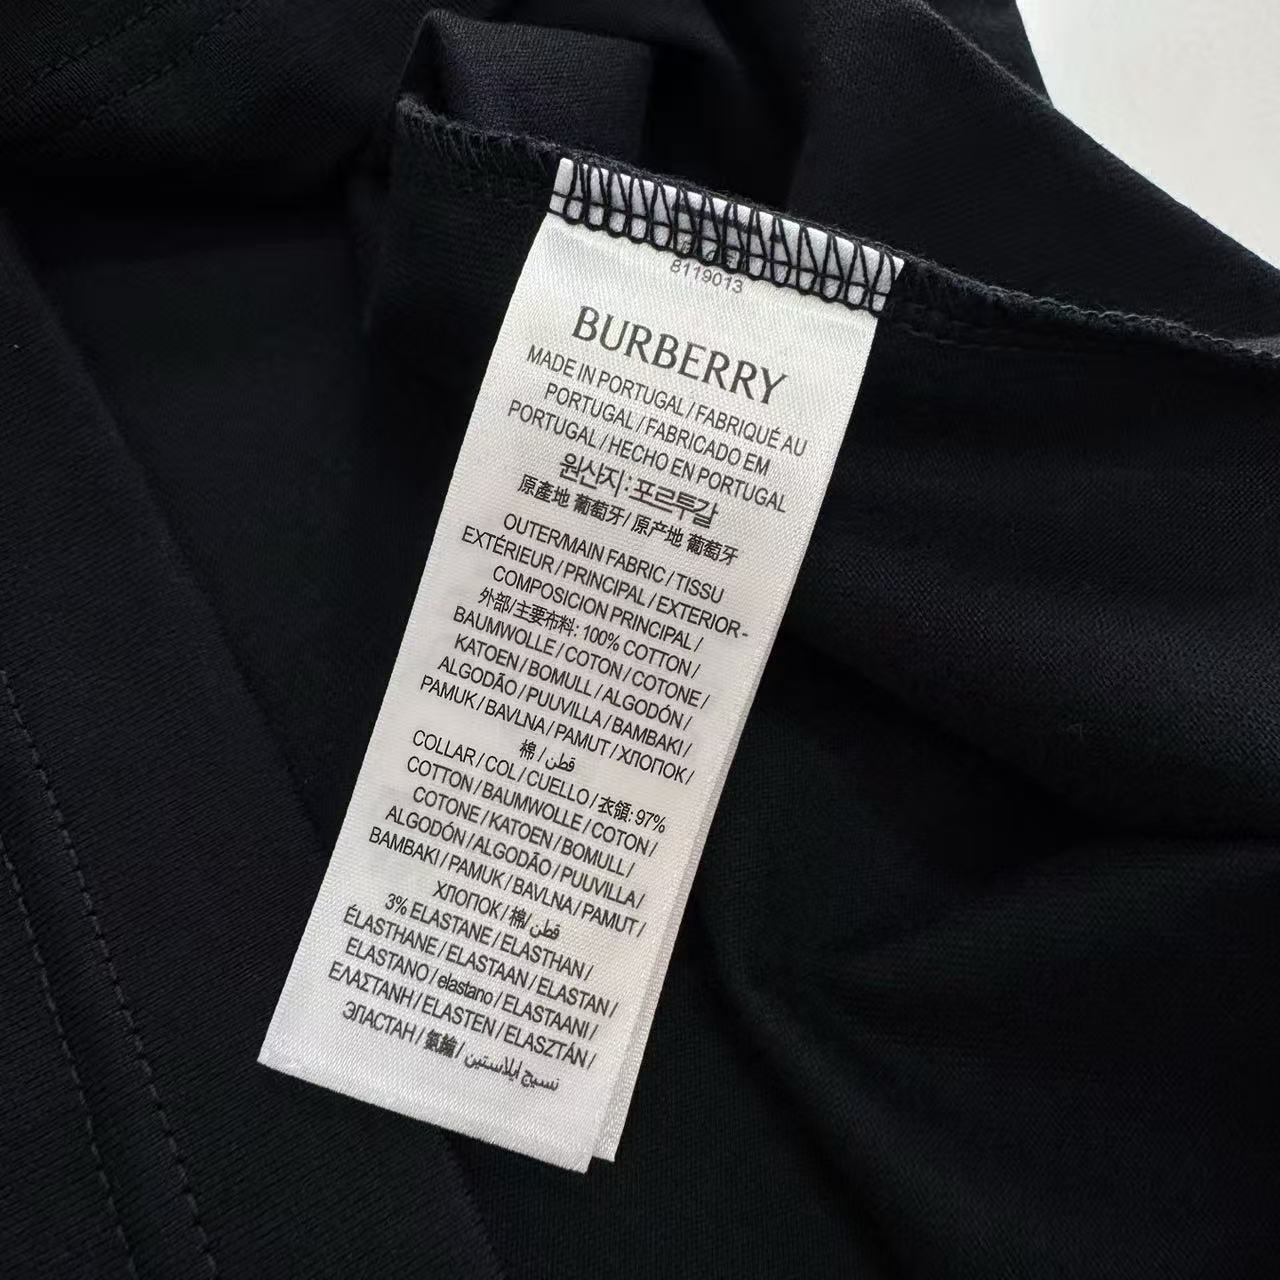 8119013
BURBERRY
MADE IN PORTUGAL / FABRIQUÉ AU
PORTUGAL / FABRICADO EM
PORTUGAL / HECHO EN PORTUGAL
원산지 : 포르투갈
原產地 葡萄牙 / 原产地 葡萄牙
OUTER/MAIN FABRIC / TISSU
EXTÉRIEUR / PRINCIPAL / EXTERIOR -
COMPOSICION PRINCIPAL /
外部/主要布料: 100% COTTON /
BAUMWOLLE / COTON / COTONE /
KATOEN / BOMULL / ALGODÓN /
ALGODÃO / PUUVILLA / BAMBAKI /
PAMUK / BAVLNA / PAMUT / ХЛОПОК /
棉 / قطن
COLLAR / COL / CUELLO / 衣領: 97%
COTTON / BAUMWOLLE / COTON /
COTONE / KATOEN / BOMULL /
ALGODÓN / ALGODÃO / PUUVILLA /
BAMBAKI / PAMUK / BAVLNA / PAMUT /
ХЛОПОК / 棉 / قطن
3% ELASTANE / ELASTHAN /
ÉLASTHANE / ELASTAAN / ELASTAN /
ELASTANO / elastano / ELASTAANI /
ΕΛΑΣΤΑΝΗ / ELASTEN / ELASZTÁN /
ЭЛАСТАН / 氨綸 / نسيج إيلاستين